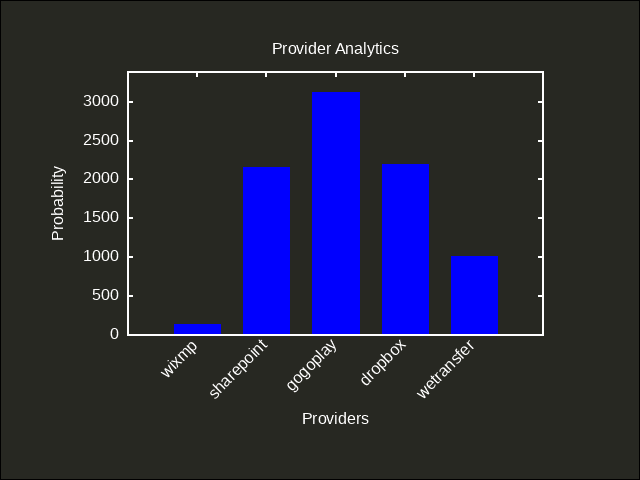 Provider Analytics
3000
2500
2000
1500
1000
500
0
Probability
wixmp
sharepoint
gogoplay
dropbox
wetransfer
Providers